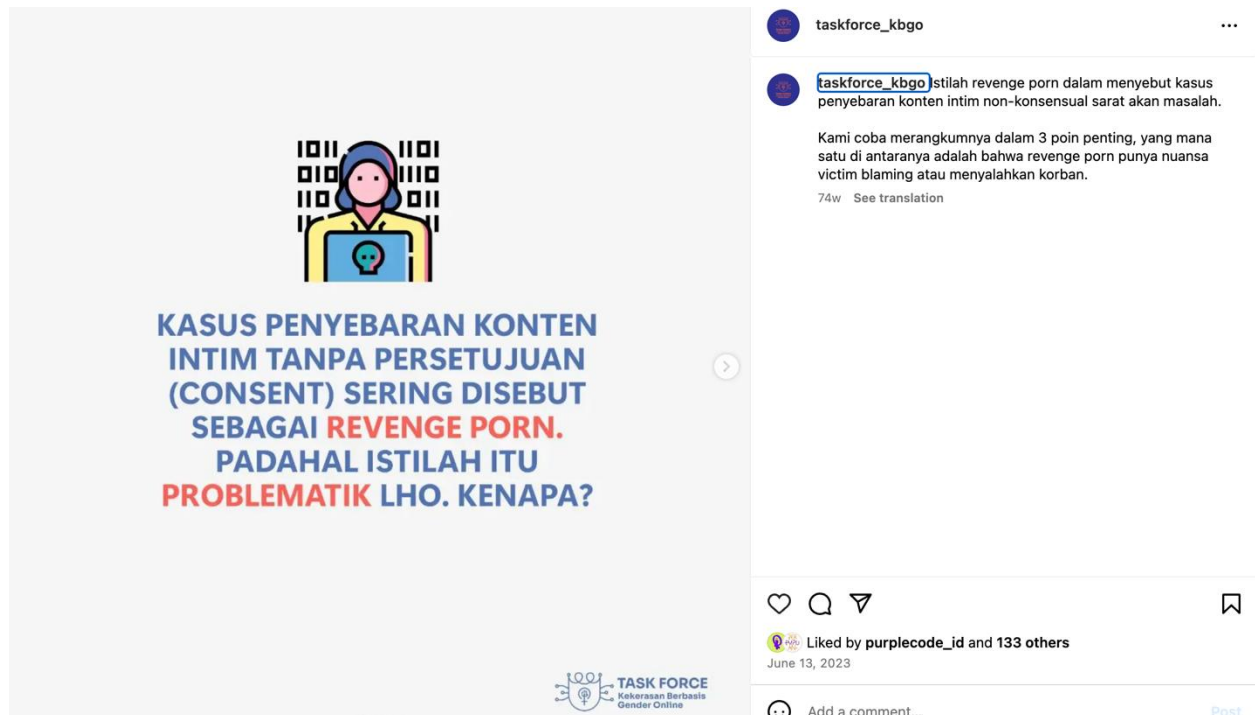 KASUS PENYEBARAN KONTEN
INTIM TANPA PERSETUJUAN
(CONSENT) SERING DISEBUT
SEBAGAI REVENGE PORN.
PADAHAL ISTILAH ITU
PROBLEMATIK LHO. KENAPA?
TASK FORCE
Kekerasan Berbasis
Gender Online
taskforce_kbgo
taskforce_kbgo Istilah revenge porn dalam menyebut kasus
penyebaran konten intim non-konsensual sarat akan masalah.
Kami coba merangkumnya dalam 3 poin penting, yang mana
satu di antaranya adalah bahwa revenge porn punya nuansa
victim blaming atau menyalahkan korban.
74w See translation
Liked by purplecode_id and 133 others
June 13, 2023
Add a comment...
Post